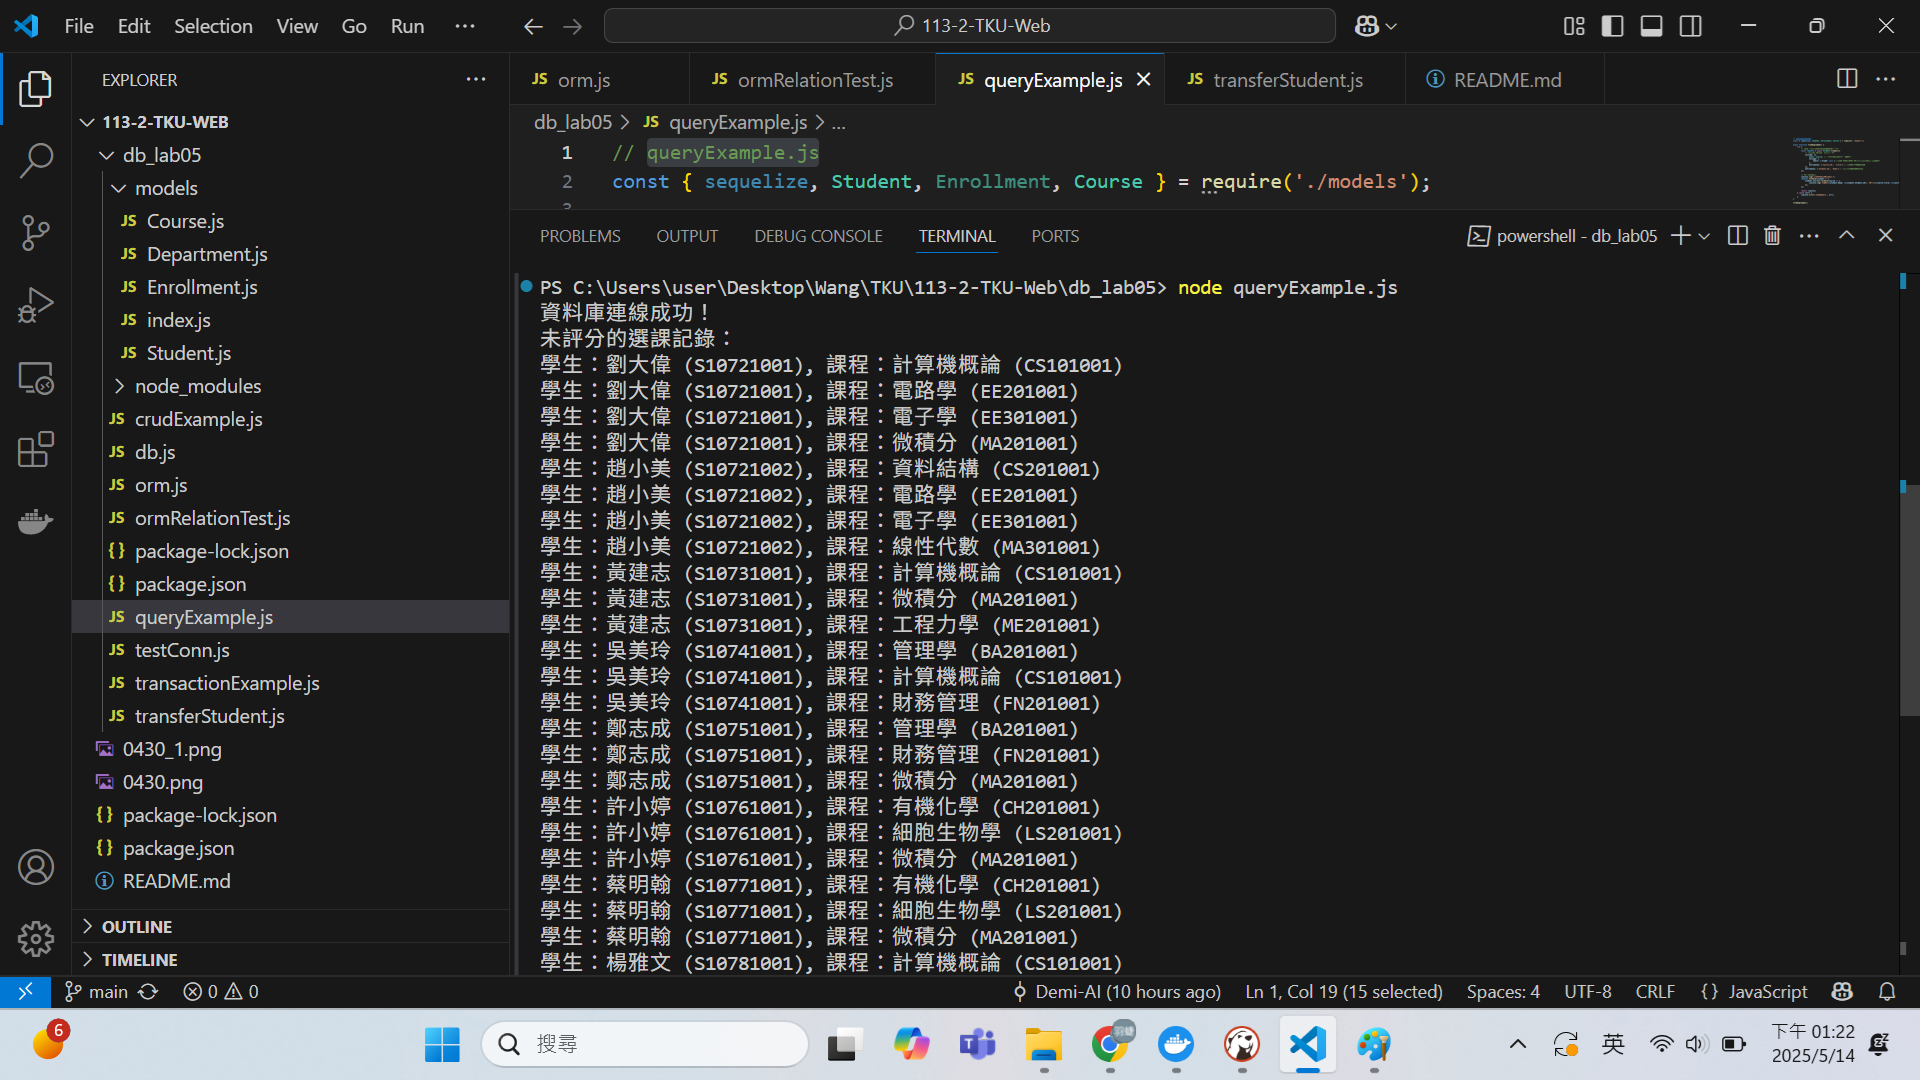 File Edit Selection View Go Run ··· 113-2-TKU-Web
EXPLORER
113-2-TKU-WEB
db_lab05
models
JS Course.js
JS Department.js
JS Enrollment.js
JS index.js
JS Student.js
node_modules
JS crudExample.js
JS db.js
JS orm.js
JS ormRelationTest.js
{} package-lock.json
{} package.json
JS queryExample.js
JS testConn.js
JS transactionExample.js
JS transferStudent.js
0430_1.png
0430.png
{} package-lock.json
{} package.json
README.md
OUTLINE
TIMELINE
JS orm.js JS ormRelationTest.js JS queryExample.js JS transferStudent.js README.md
db_lab05 > JS queryExample.js > ...
1 // queryExample.js
2 const { sequelize, Student, Enrollment, Course } = require('./models');
3
PROBLEMS OUTPUT DEBUG CONSOLE TERMINAL PORTS powershell - db_lab05
PS C:\Users\user\Desktop\Wang\TKU\113-2-TKU-Web\db_lab05> node queryExample.js
資料庫連線成功！
未評分的選課記錄：
學生：劉大偉 (S10721001), 課程：計算機概論 (CS101001)
學生：劉大偉 (S10721001), 課程：電路學 (EE201001)
學生：劉大偉 (S10721001), 課程：電子學 (EE301001)
學生：劉大偉 (S10721001), 課程：微積分 (MA201001)
學生：趙小美 (S10721002), 課程：資料結構 (CS201001)
學生：趙小美 (S10721002), 課程：電路學 (EE201001)
學生：趙小美 (S10721002), 課程：電子學 (EE301001)
學生：趙小美 (S10721002), 課程：線性代數 (MA301001)
學生：黃建志 (S10731001), 課程：計算機概論 (CS101001)
學生：黃建志 (S10731001), 課程：微積分 (MA201001)
學生：黃建志 (S10731001), 課程：工程力學 (ME201001)
學生：吳美玲 (S10741001), 課程：管理學 (BA201001)
學生：吳美玲 (S10741001), 課程：計算機概論 (CS101001)
學生：吳美玲 (S10741001), 課程：財務管理 (FN201001)
學生：鄭志成 (S10751001), 課程：管理學 (BA201001)
學生：鄭志成 (S10751001), 課程：財務管理 (FN201001)
學生：鄭志成 (S10751001), 課程：微積分 (MA201001)
學生：許小婷 (S10761001), 課程：有機化學 (CH201001)
學生：許小婷 (S10761001), 課程：細胞生物學 (LS201001)
學生：許小婷 (S10761001), 課程：微積分 (MA201001)
學生：蔡明翰 (S10771001), 課程：有機化學 (CH201001)
學生：蔡明翰 (S10771001), 課程：細胞生物學 (LS201001)
學生：蔡明翰 (S10771001), 課程：微積分 (MA201001)
學生：楊雅文 (S10781001), 課程：計算機概論 (CS101001)
main 0 0 Demi-AI (10 hours ago) Ln 1, Col 19 (15 selected) Spaces: 4 UTF-8 CRLF {} JavaScript
6 搜尋 英 下午 01:22
2025/5/14